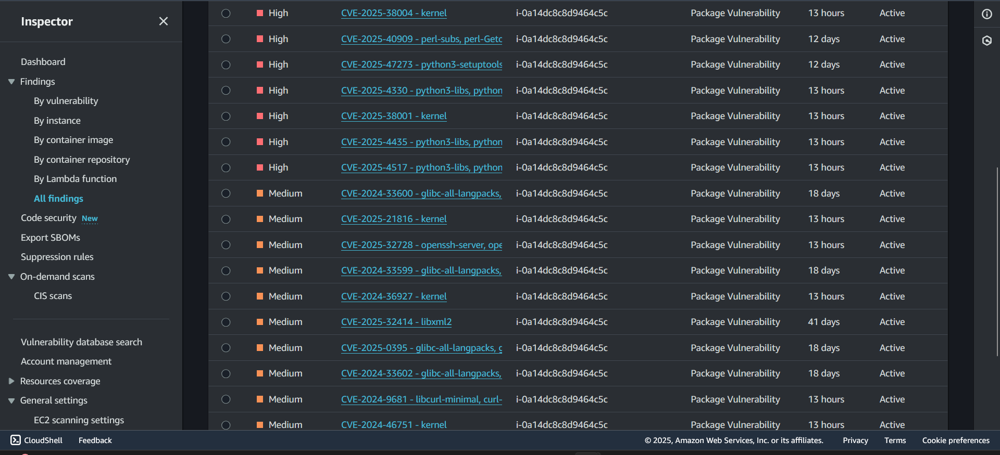 Inspector
Dashboard
Findings
By vulnerability
By instance
By container image
By container repository
By Lambda function
All findings
Code security New
Export SBOMs
Suppression rules
On-demand scans
CIS scans
Vulnerability database search
Account management
Resources coverage
General settings
EC2 scanning settings
High CVE-2025-38004 - kernel i-0a14dc8c8d9464c5c Package Vulnerability 13 hours Active
High CVE-2025-40909 - perl-subs, perl-Getc i-0a14dc8c8d9464c5c Package Vulnerability 12 days Active
High CVE-2025-47273 - python3-setuptools i-0a14dc8c8d9464c5c Package Vulnerability 12 days Active
High CVE-2025-4330 - python3-libs, python i-0a14dc8c8d9464c5c Package Vulnerability 13 hours Active
High CVE-2025-38001 - kernel i-0a14dc8c8d9464c5c Package Vulnerability 13 hours Active
High CVE-2025-4435 - python3-libs, python i-0a14dc8c8d9464c5c Package Vulnerability 13 hours Active
High CVE-2025-4517 - python3-libs, python i-0a14dc8c8d9464c5c Package Vulnerability 13 hours Active
Medium CVE-2024-33600 - glibc-all-langpacks, i-0a14dc8c8d9464c5c Package Vulnerability 18 days Active
Medium CVE-2025-21816 - kernel i-0a14dc8c8d9464c5c Package Vulnerability 13 hours Active
Medium CVE-2025-32728 - openssh-server, ope i-0a14dc8c8d9464c5c Package Vulnerability 13 hours Active
Medium CVE-2024-33599 - glibc-all-langpacks, i-0a14dc8c8d9464c5c Package Vulnerability 18 days Active
Medium CVE-2024-36927 - kernel i-0a14dc8c8d9464c5c Package Vulnerability 13 hours Active
Medium CVE-2025-32414 - libxml2 i-0a14dc8c8d9464c5c Package Vulnerability 41 days Active
Medium CVE-2025-0395 - glibc-all-langpacks, g i-0a14dc8c8d9464c5c Package Vulnerability 18 days Active
Medium CVE-2024-33602 - glibc-all-langpacks, i-0a14dc8c8d9464c5c Package Vulnerability 18 days Active
Medium CVE-2024-9681 - libcurl-minimal, curl- i-0a14dc8c8d9464c5c Package Vulnerability 13 hours Active
Medium CVE-2024-46751 - kernel i-0a14dc8c8d9464c5c Package Vulnerability 13 hours Active
CloudShell Feedback © 2025, Amazon Web Services, Inc. or its affiliates. Privacy Terms Cookie preferences